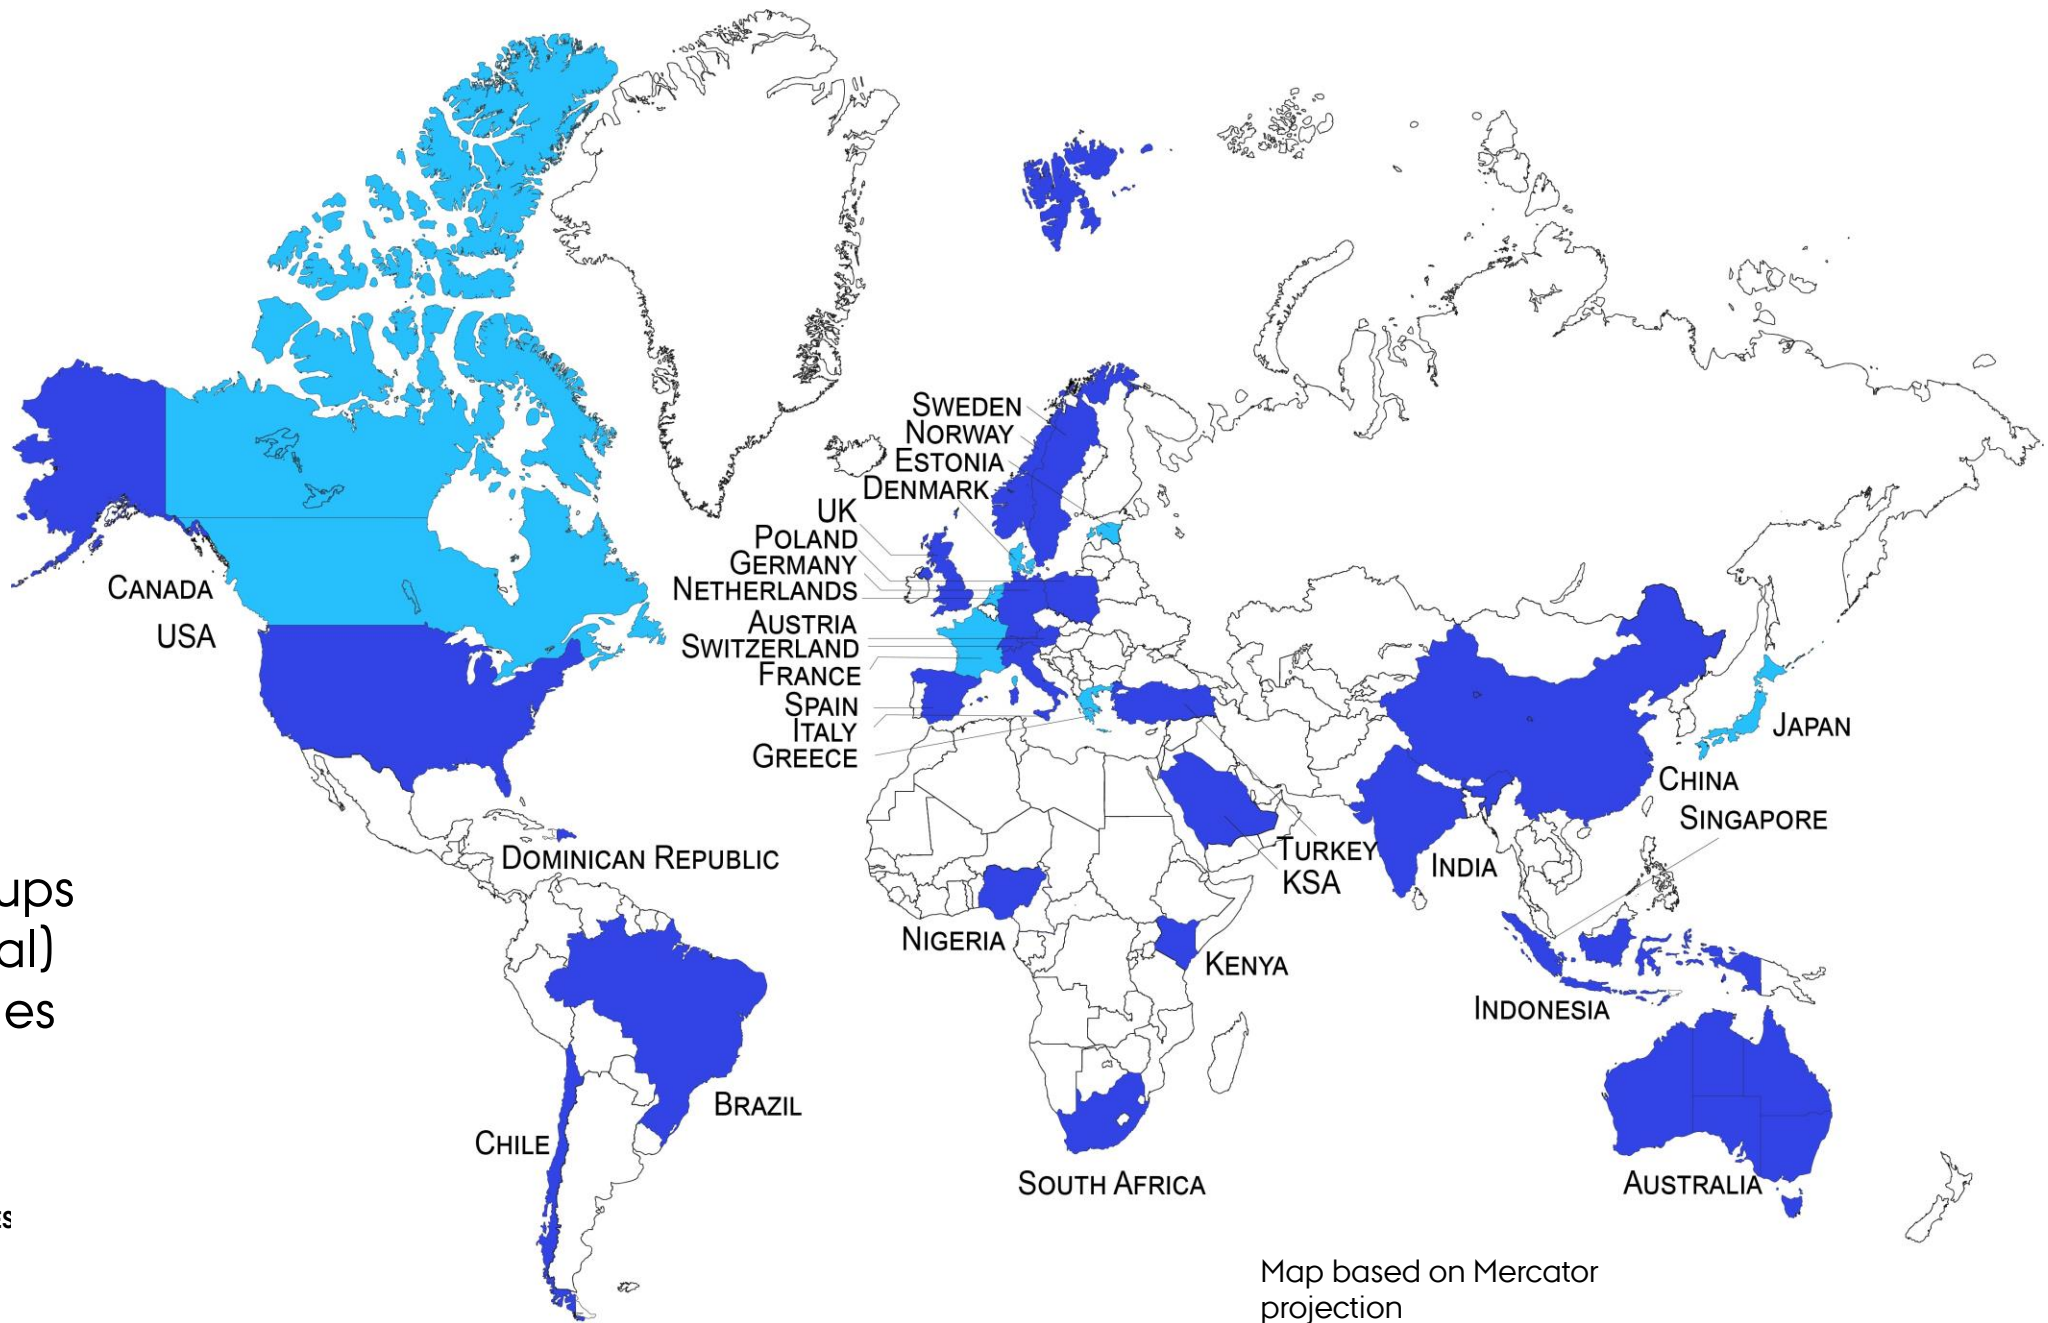 SWEDEN
NORWAY
ESTONIA
DENMARK
UK
POLAND
GERMANY
NETHERLANDS
CANADA
USA
AUSTRIA
SWITZERLAND
FRANCE
SPAIN
ITALY
GREECE
JAPAN
CHINA
SINGAPORE
DOMINICAN REPUBLIC
TURKEY
INDIA
KSA
ups
al)
es
NIGERIA
KENYA
INDONESIA
BRAZIL
CHILE
SOUTH AFRICA
AUSTRALIA
ES
Map based on Mercator
projection